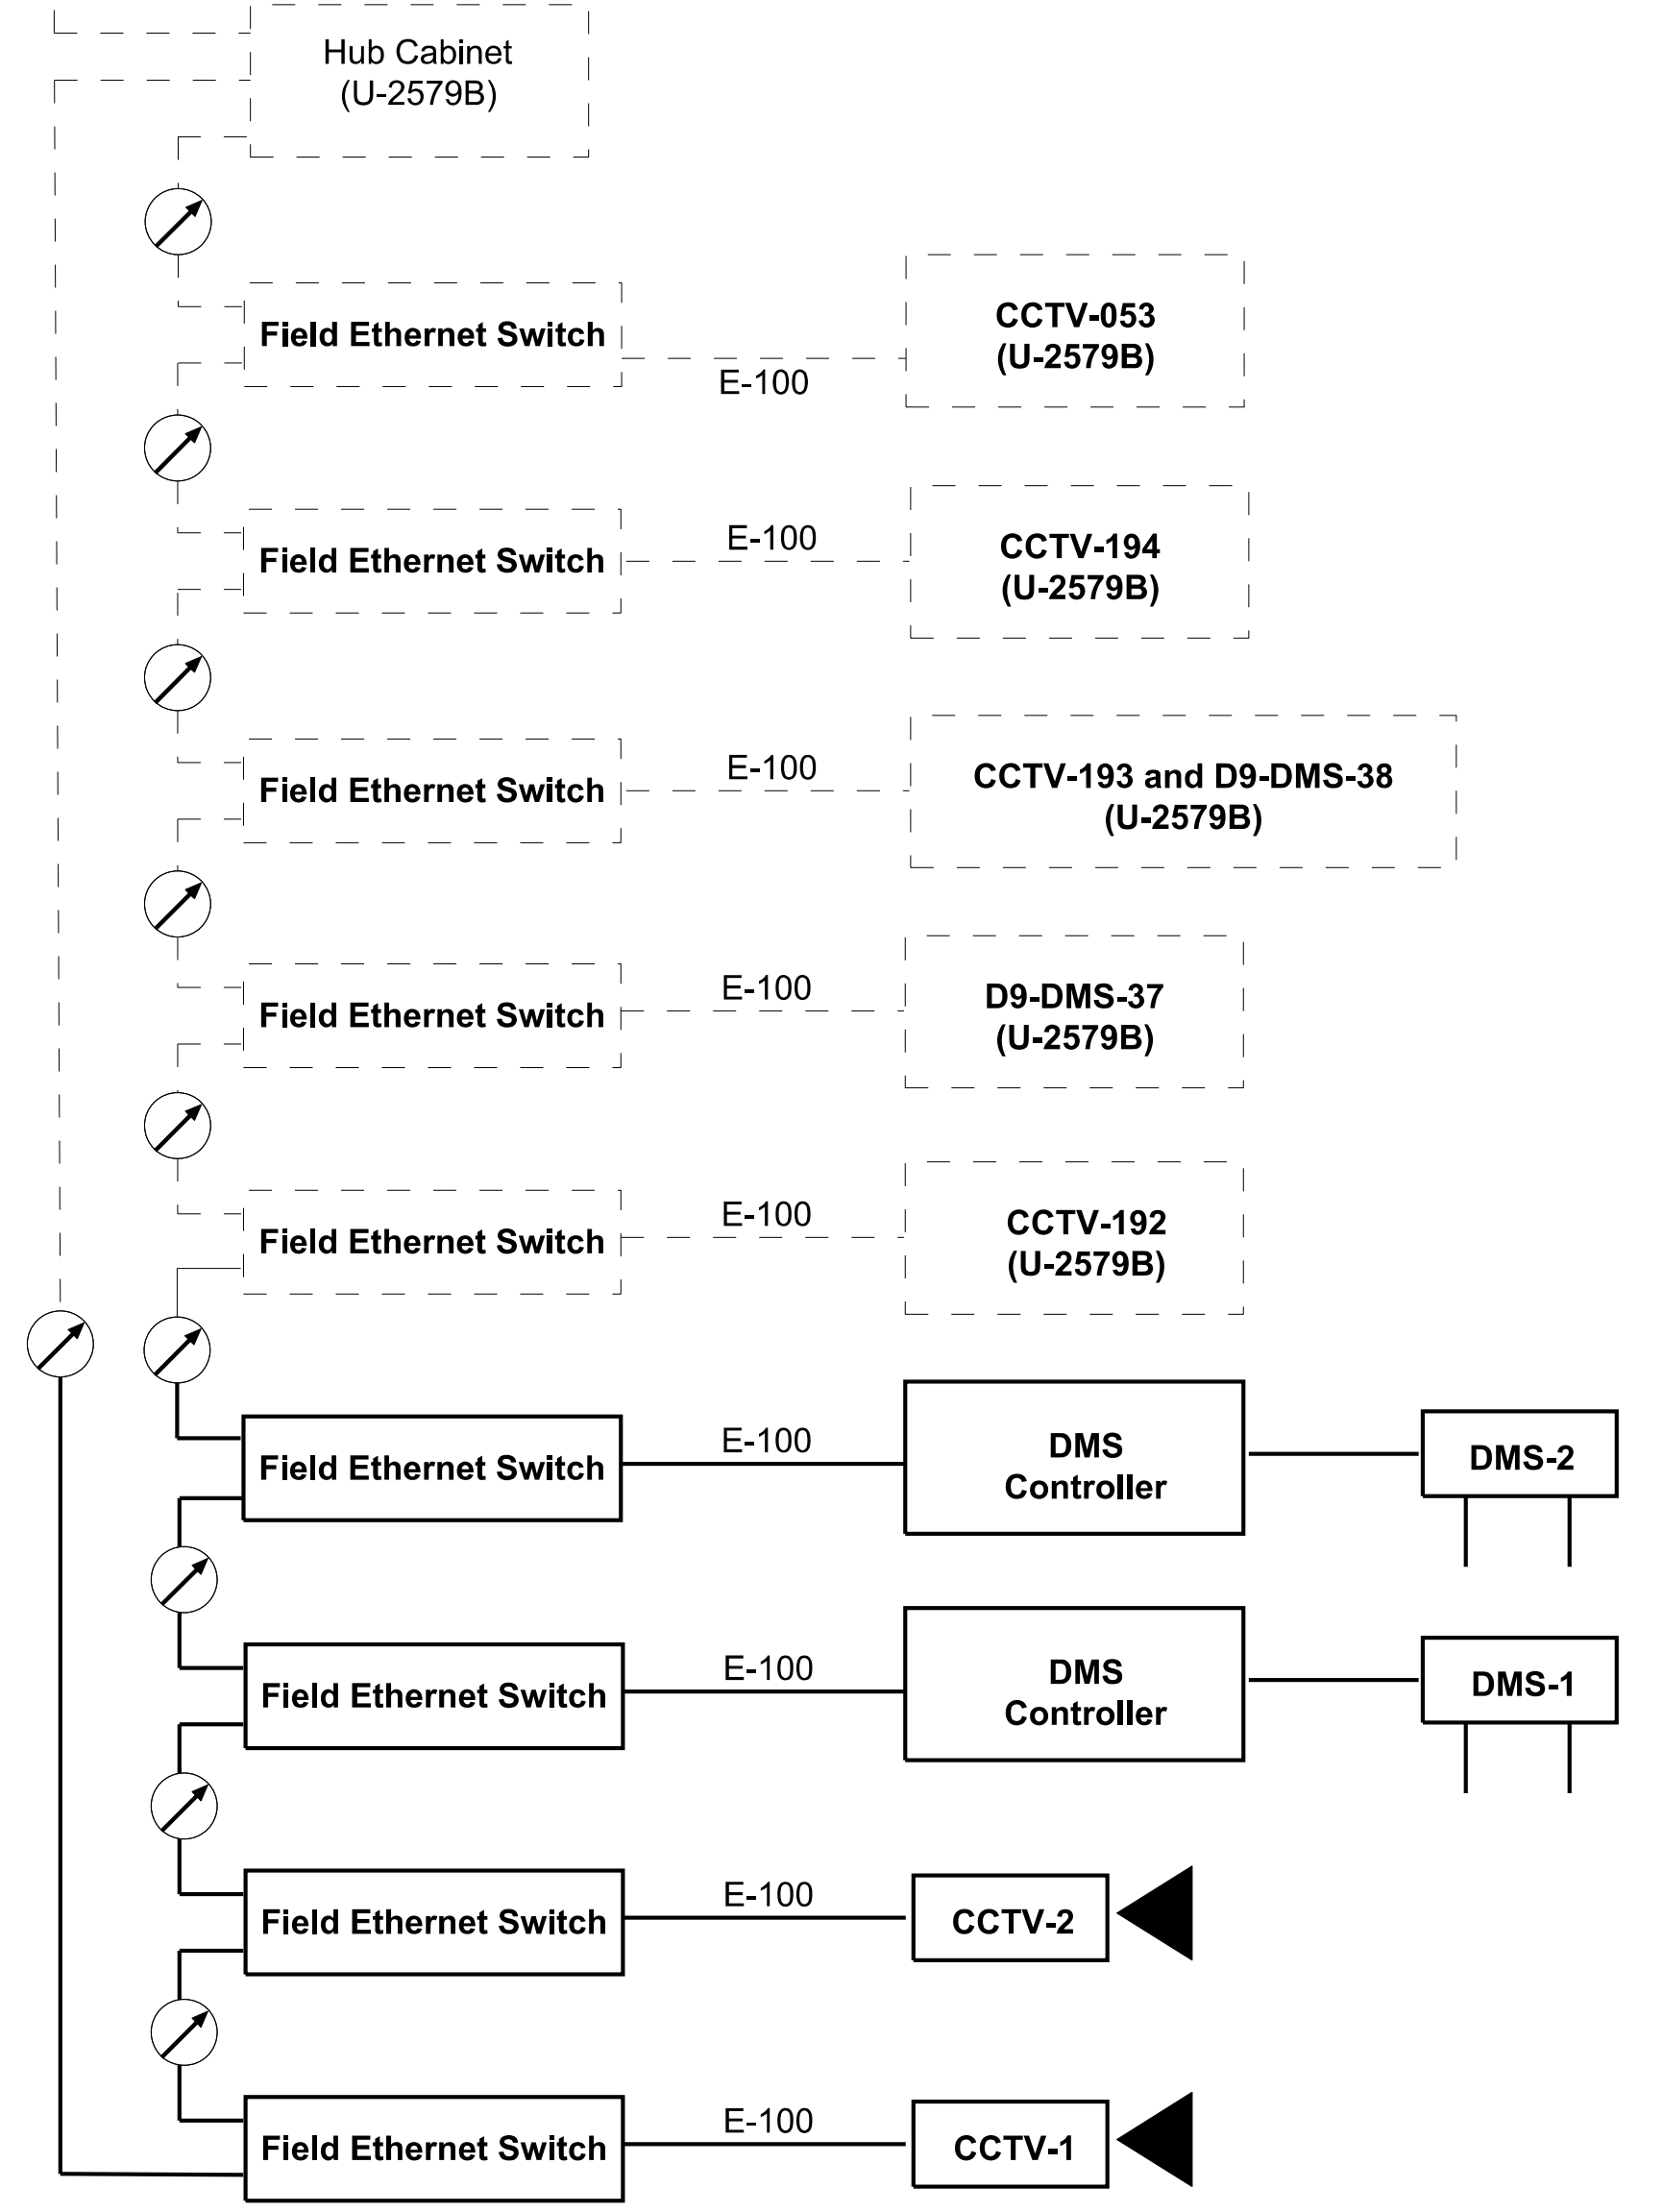 Hub Cabinet
(U-2579B)
Field Ethernet Switch
E-100
CCTV-053
(U-2579B)
Field Ethernet Switch
E-100
CCTV-194
(U-2579B)
Field Ethernet Switch
E-100
CCTV-193 and D9-DMS-38
(U-2579B)
Field Ethernet Switch
E-100
D9-DMS-37
(U-2579B)
Field Ethernet Switch
E-100
CCTV-192
(U-2579B)
Field Ethernet Switch
E-100
DMS
Controller
DMS-2
Field Ethernet Switch
E-100
DMS
Controller
DMS-1
Field Ethernet Switch
E-100
CCTV-2
Field Ethernet Switch
E-100
CCTV-1